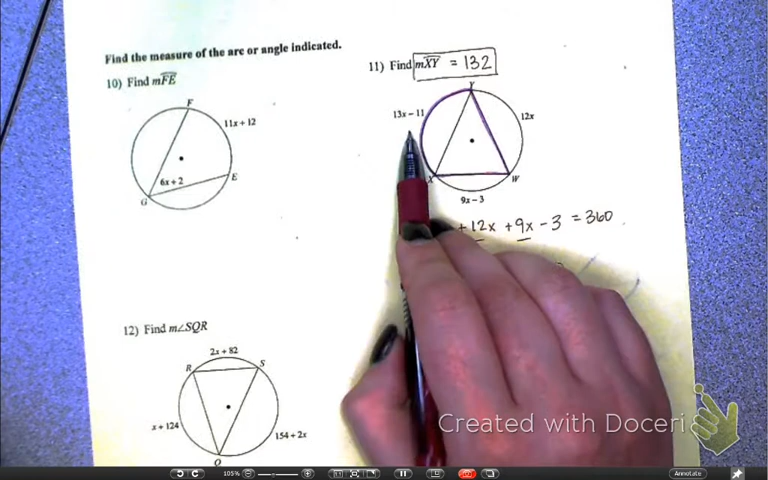 Find the measure of the arc or angle indicated.
10) Find mFE
F
11x + 12
6x + 2
E
G
11) Find mXY = 132
Y
13x – 11
12x
X
W
9x – 3
+ 12x + 9x – 3 = 360
12) Find m∠SQR
2x + 82
R
S
x + 124
154 + 2x
Q
Created with Doceri
105%
Annotate